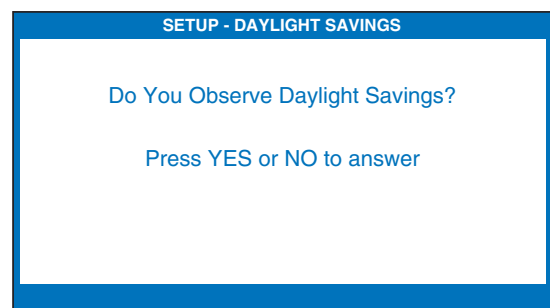 SETUP - DAYLIGHT SAVINGS
Do You Observe Daylight Savings?
Press YES or NO to answer